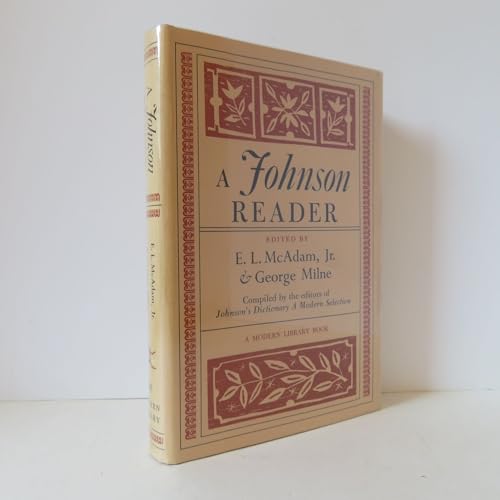 A Johnson
READER
EDITED BY
E. L. McAdam, Jr.
& George Milne
Compiled by the editors of
Johnson's Dictionary A Modern Selection
A MODERN LIBRARY BOOK
A Johnson
E. L. McAdam, Jr.